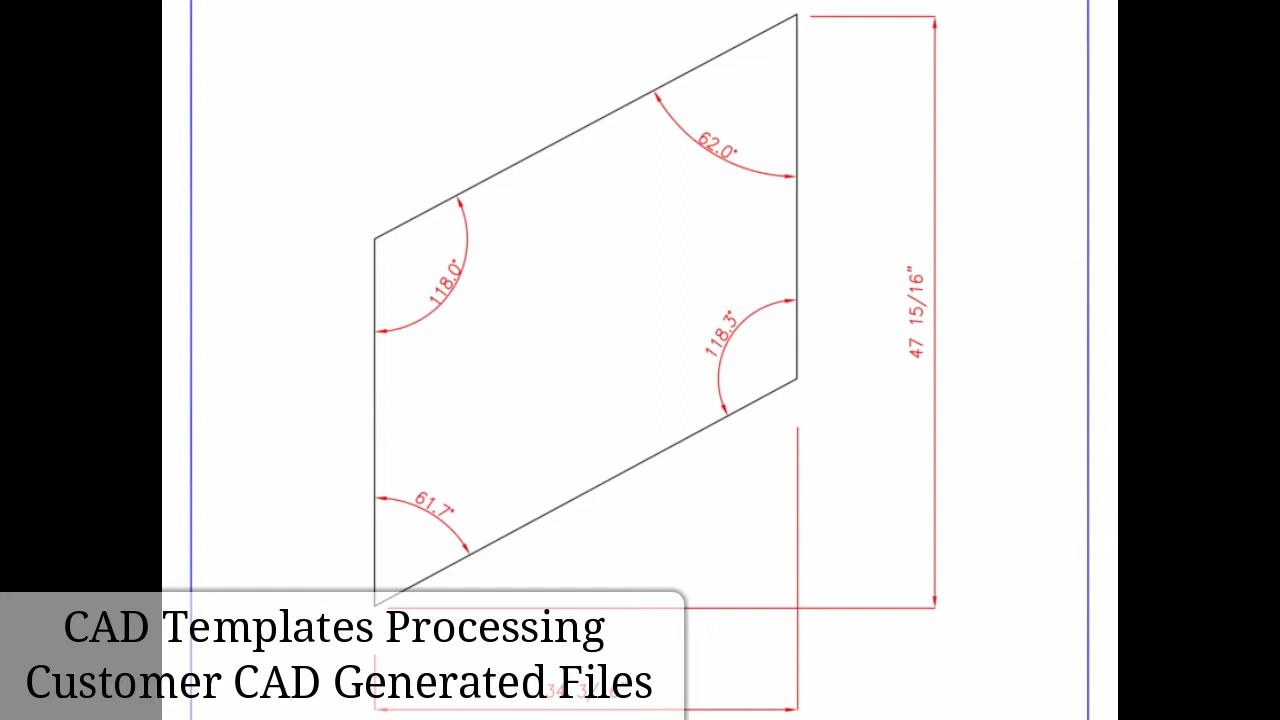 62.0°
118.0°
47 15/16"
118.3°
61.7°
CAD Templates Processing
Customer CAD Generated Files